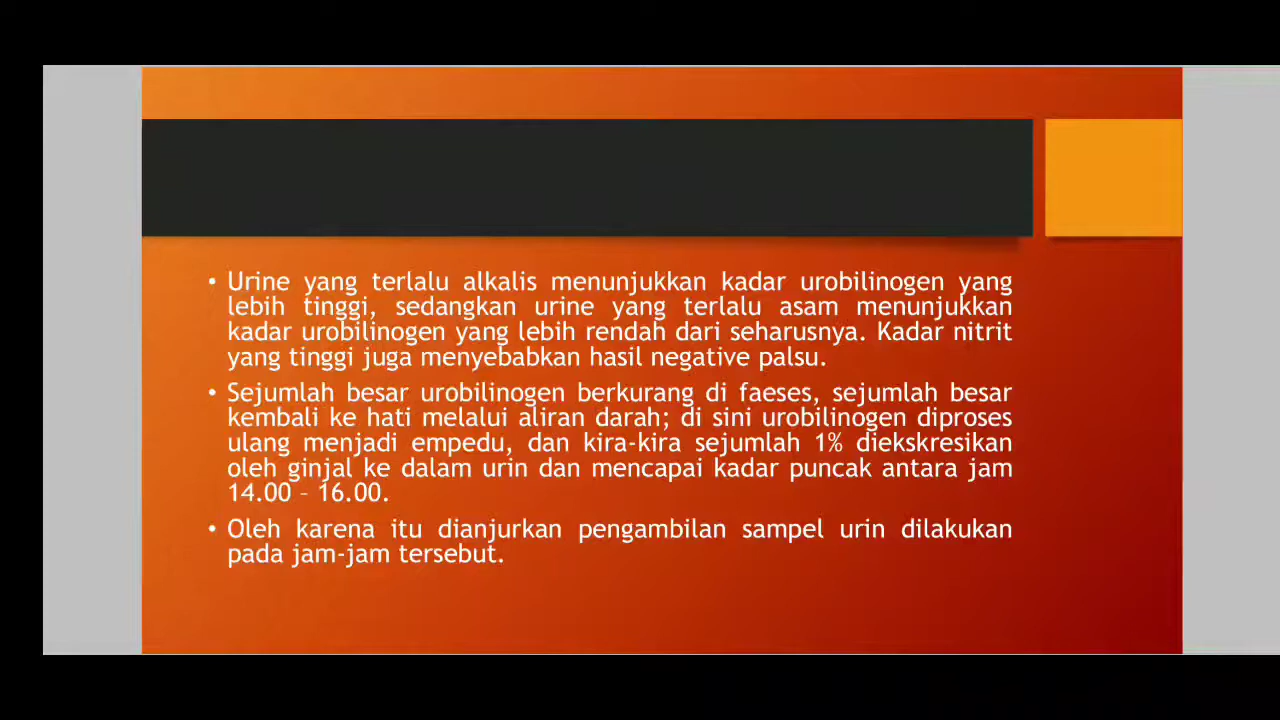 • Urine yang terlalu alkalis menunjukkan kadar urobilinogen yang
lebih tinggi, sedangkan urine yang terlalu asam menunjukkan
kadar urobilinogen yang lebih rendah dari seharusnya. Kadar nitrit
yang tinggi juga menyebabkan hasil negative palsu.
• Sejumlah besar urobilinogen berkurang di faeses, sejumlah besar
kembali ke hati melalui aliran darah; di sini urobilinogen diproses
ulang menjadi empedu, dan kira-kira sejumlah 1% diekskresikan
oleh ginjal ke dalam urin dan mencapai kadar puncak antara jam
14.00 – 16.00.
• Oleh karena itu dianjurkan pengambilan sampel urin dilakukan
pada jam-jam tersebut.